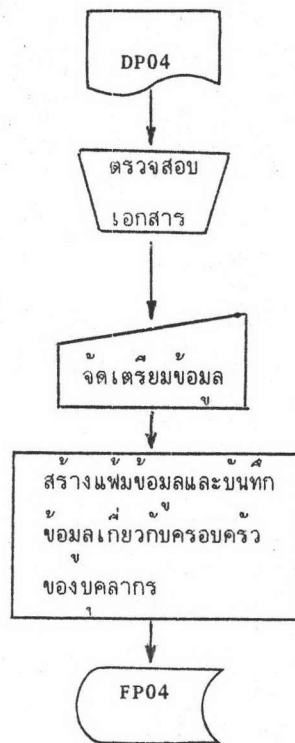 DP04
ตรวจสอบ
เอกสาร
จัดเตรียมข้อมูล
สร้างแฟ้มข้อมูลและบันทึก
ข้อมูลเกี่ยวกับครอบครัว
ของบุคลากร
FP04